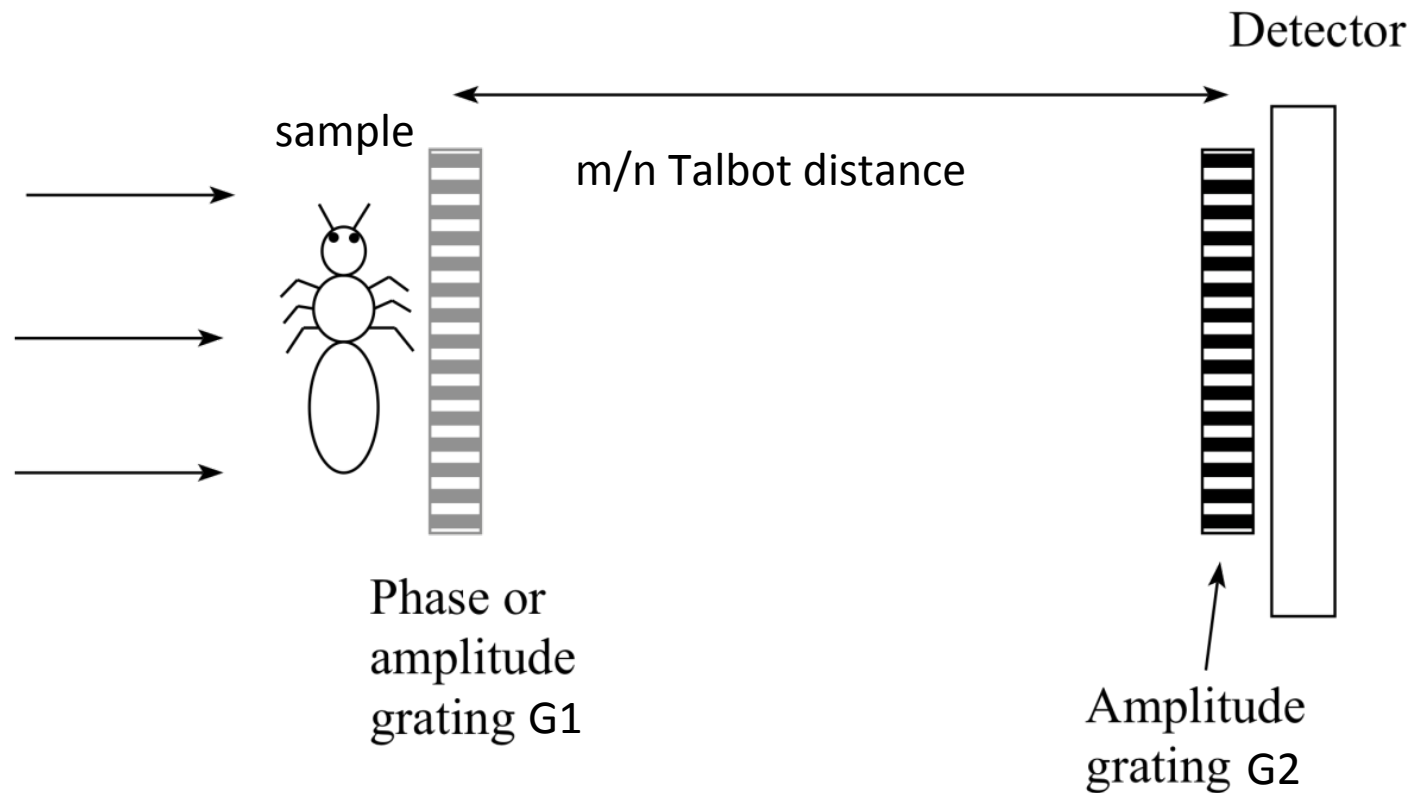 Detector
sample
m/n Talbot distance
Phase or
amplitude
grating G1
Amplitude
grating G2